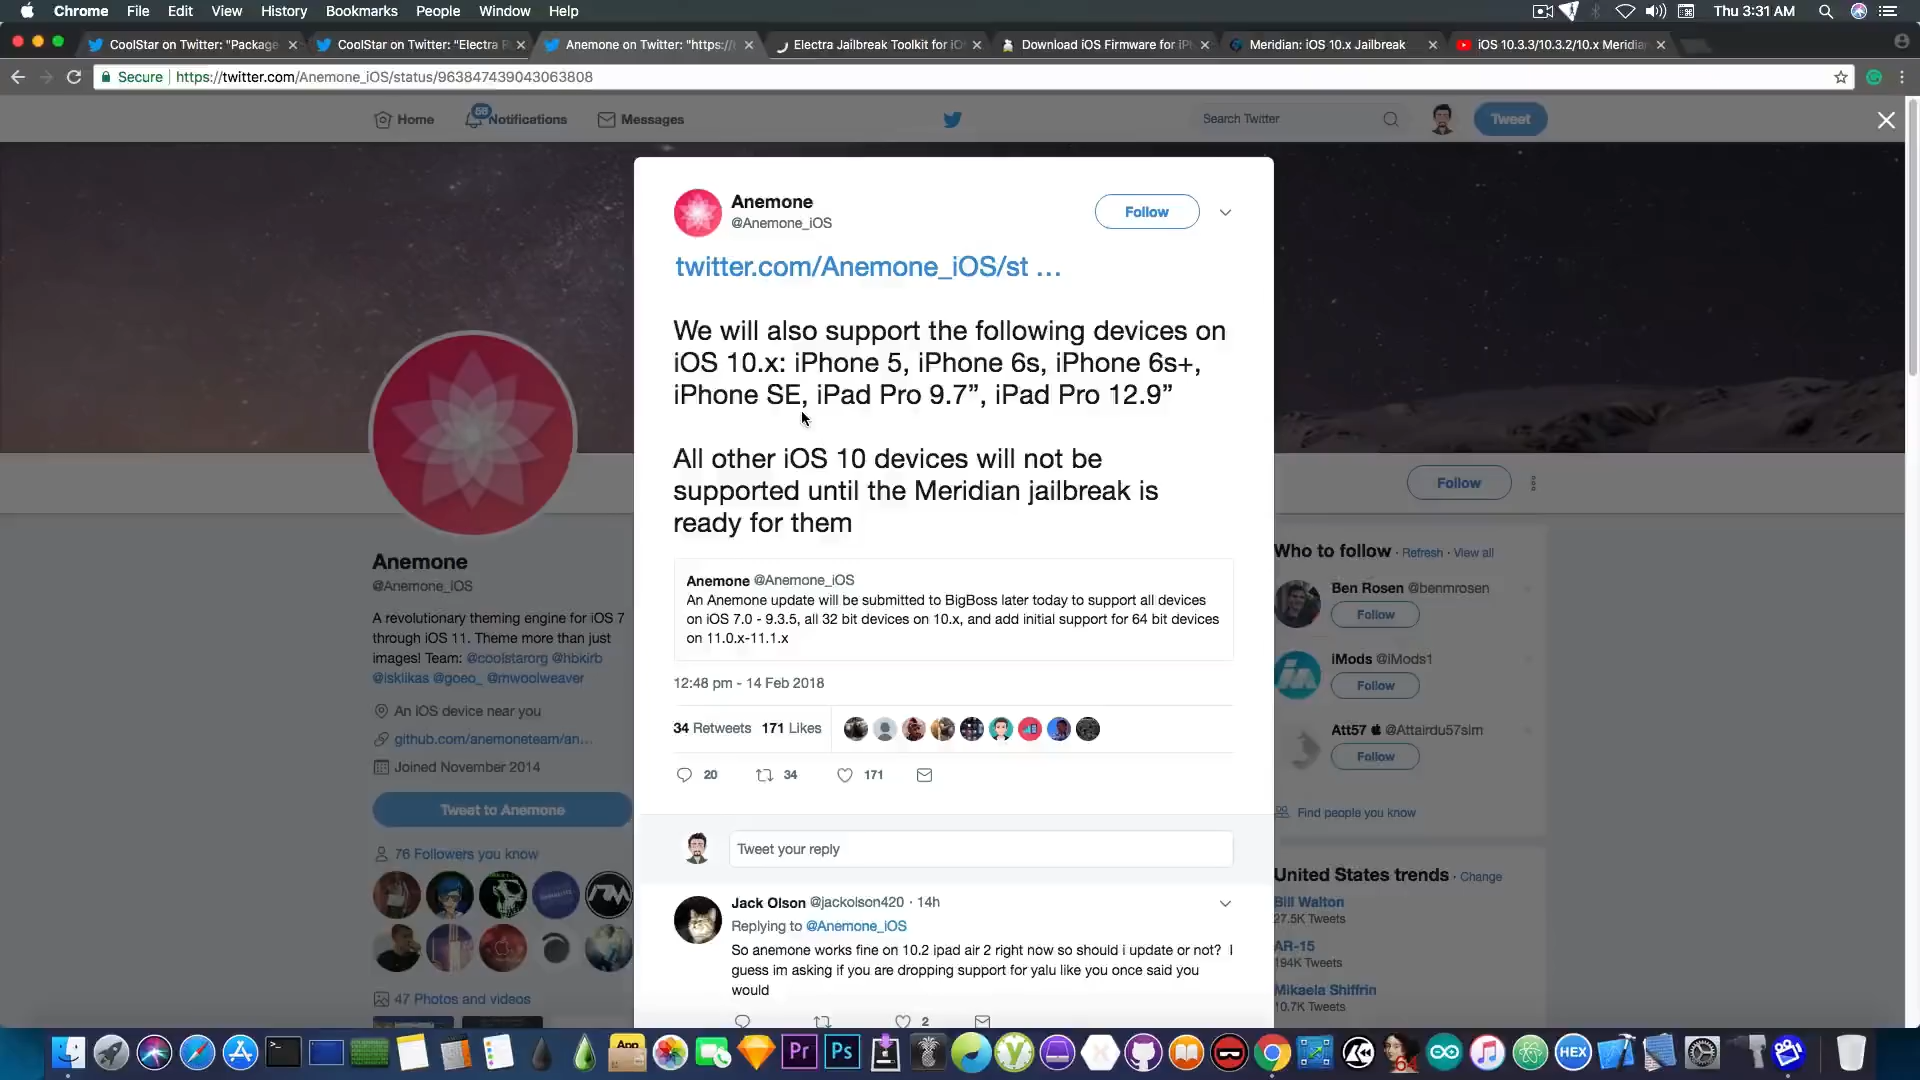 Chrome File Edit View History Bookmarks People Window Help Thu 3:31 AM
CoolStar on Twitter: "Package CoolStar on Twitter: "Electra R Anemone on Twitter: "https:// Electra Jailbreak Toolkit for iO Download iOS Firmware for iPh Meridian: iOS 10.x Jailbreak iOS 10.3.3/10.3.2/10.x Meridia
Secure https://twitter.com/Anemone_iOS/status/963847439043063808
Home 68 Notifications Messages Search Twitter Tweet
Anemone
@Anemone_iOS
Follow
twitter.com/Anemone_iOS/st …
We will also support the following devices on
iOS 10.x: iPhone 5, iPhone 6s, iPhone 6s+,
iPhone SE, iPad Pro 9.7”, iPad Pro 12.9”
All other iOS 10 devices will not be
supported until the Meridian jailbreak is
ready for them
Anemone @Anemone_iOS
An Anemone update will be submitted to BigBoss later today to support all devices
on iOS 7.0 - 9.3.5, all 32 bit devices on 10.x, and add initial support for 64 bit devices
on 11.0.x-11.1.x
12:48 pm - 14 Feb 2018
34 Retweets 171 Likes
20 34 171
Tweet your reply
Jack Olson @jackolson420 · 14h
Replying to @Anemone_iOS
So anemone works fine on 10.2 ipad air 2 right now so should i update or not? I
guess im asking if you are dropping support for yalu like you once said you
would
2
Anemone
@Anemone_iOS
A revolutionary theming engine for iOS 7
through iOS 11. Theme more than just
images! Team: @coolstarorg @hbkirb
@isklikas @goeo_ @mwoolweaver
An iOS device near you
github.com/anemoneteam/an...
Joined November 2014
Tweet to Anemone
76 Followers you know
47 Photos and videos
Follow
Who to follow · Refresh · View all
Ben Rosen @benmrosen
Follow
iMods @iMods1
Follow
Att57 @Attairdu57sim
Follow
Find people you know
United States trends · Change
Bill Walton
27.5K Tweets
AR-15
194K Tweets
Mikaela Shiffrin
10.7K Tweets
App Pr Ps HEX